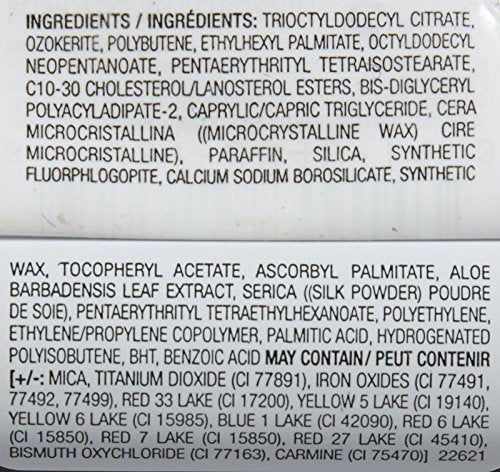 INGREDIENTS / INGRÉDIENTS: TRIOCTYLDODECYL CITRATE,
OZOKERITE, POLYBUTENE, ETHYLHEXYL PALMITATE, OCTYLDODECYL
NEOPENTANOATE, PENTAERYTHRITYL TETRAISOSTEARATE,
C10-30 CHOLESTEROL/LANOSTEROL ESTERS, BIS-DIGLYCERYL
POLYACYLADIPATE-2, CAPRYLIC/CAPRIC TRIGLYCERIDE, CERA
MICROCRISTALLINA ((MICROCRYSTALLINE WAX) CIRE
MICROCRISTALLINE), PARAFFIN, SILICA, SYNTHETIC
FLUORPHLOGOPITE, CALCIUM SODIUM BOROSILICATE, SYNTHETIC
WAX, TOCOPHERYL ACETATE, ASCORBYL PALMITATE, ALOE
BARBADENSIS LEAF EXTRACT, SERICA ((SILK POWDER) POUDRE
DE SOIE), PENTAERYTHRITYL TETRAETHYLHEXANOATE, POLYETHYLENE,
ETHYLENE/PROPYLENE COPOLYMER, PALMITIC ACID, HYDROGENATED
POLYISOBUTENE, BHT, BENZOIC ACID MAY CONTAIN/ PEUT CONTENIR
[+/-: MICA, TITANIUM DIOXIDE (CI 77891), IRON OXIDES (CI 77491,
77492, 77499), RED 33 LAKE (CI 17200), YELLOW 5 LAKE (CI 19140),
YELLOW 6 LAKE (CI 15985), BLUE 1 LAKE (CI 42090), RED 6 LAKE
(CI 15850), RED 7 LAKE (CI 15850), RED 27 LAKE (CI 45410),
BISMUTH OXYCHLORIDE (CI 77163), CARMINE (CI 75470)] 22621